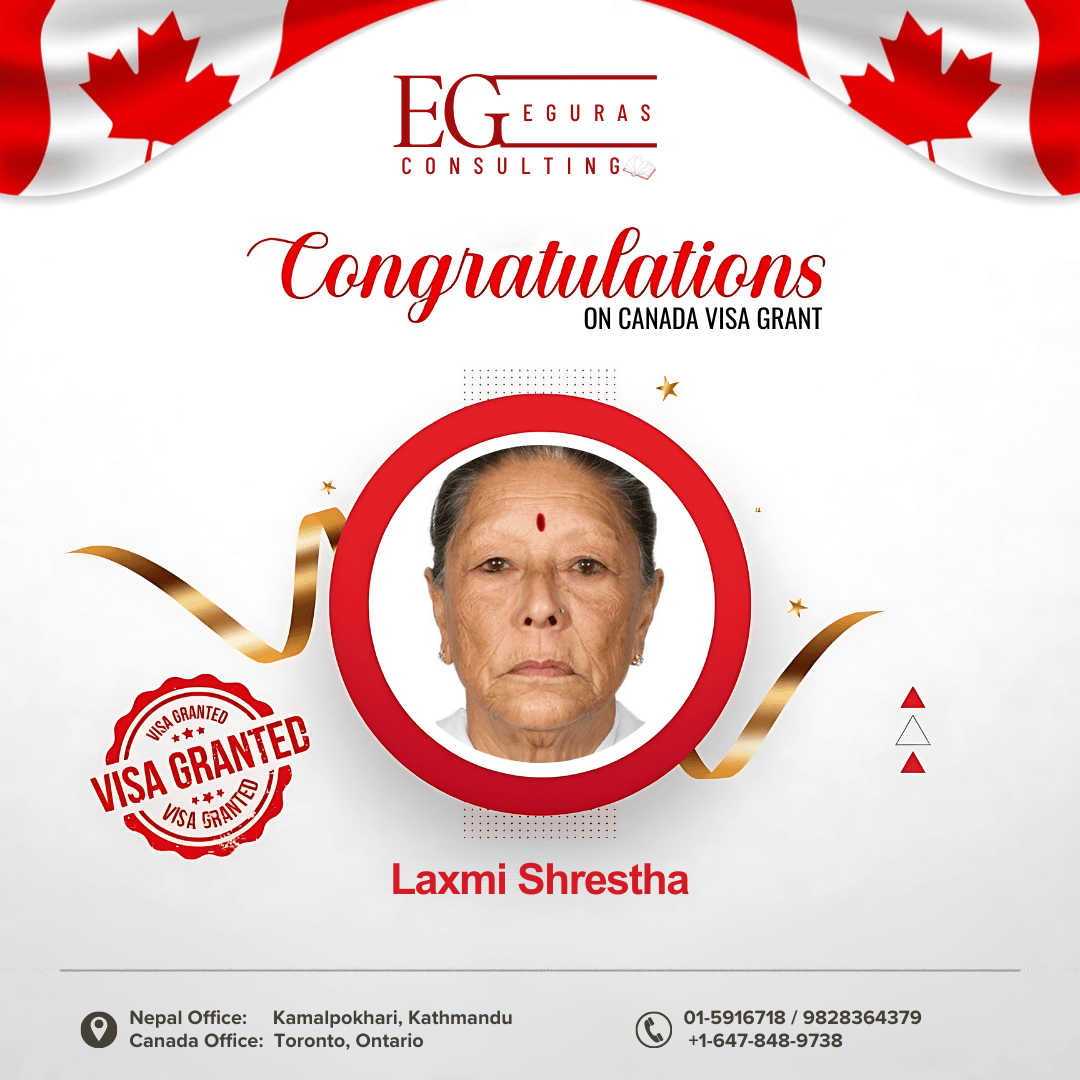 EG EGURAS
CONSULTING
Congratulations
ON CANADA VISA GRANT
VISA GRANTED
VISA GRANTED
VISA GRANTED
Laxmi Shrestha
Nepal Office: Kamalpokhari, Kathmandu
Canada Office: Toronto, Ontario
01-5916718 / 9828364379
+1-647-848-9738